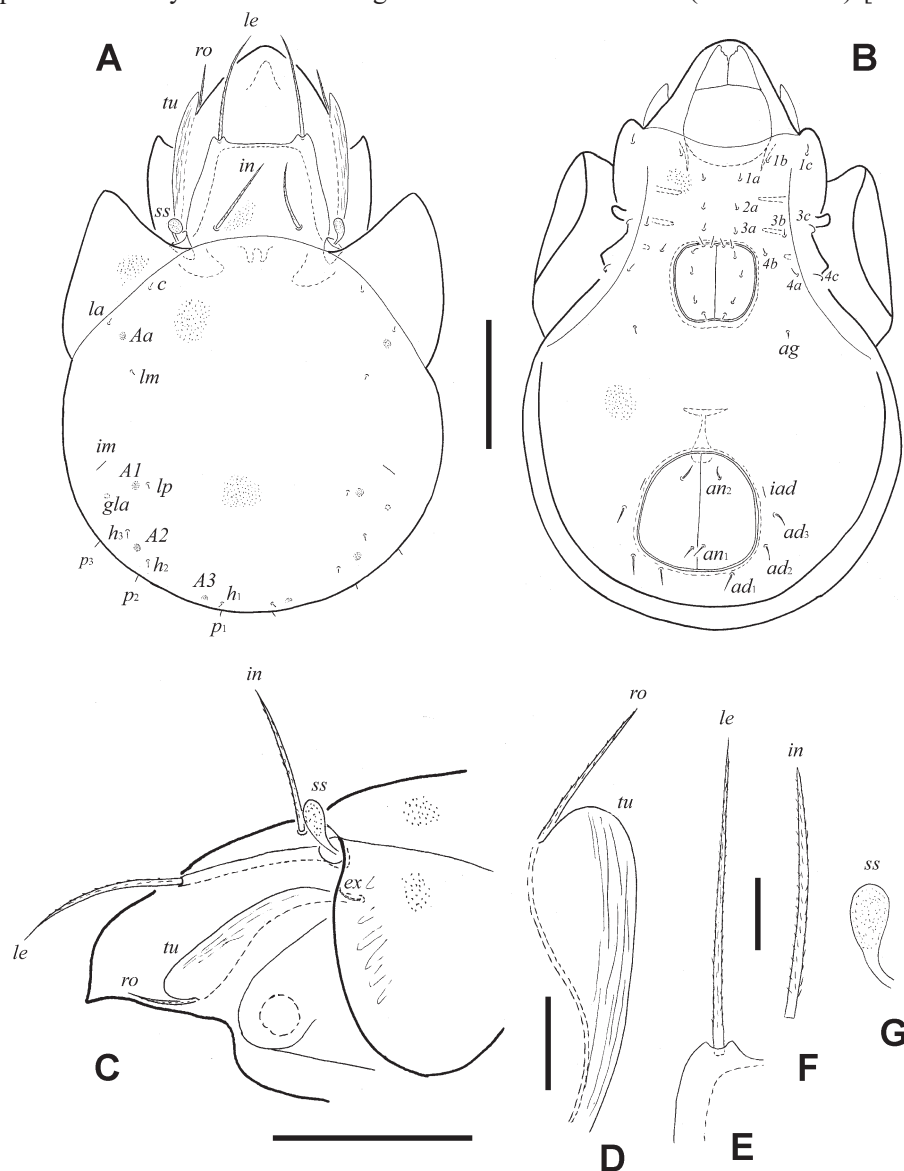 A
le
ro
tu
in
ss
c
la
Aa
lm
im
A1
lp
gla
h3
A2
p3
h2
p2
A3
h1
p1
B
1b
1c
1a
2a
3c
3b
3a
4b
4a
4c
ag
an2
iad
ad3
an1
ad2
ad1
in
ss
ex
le
tu
ro
C
ro
tu
D
le
E
in
F
ss
G